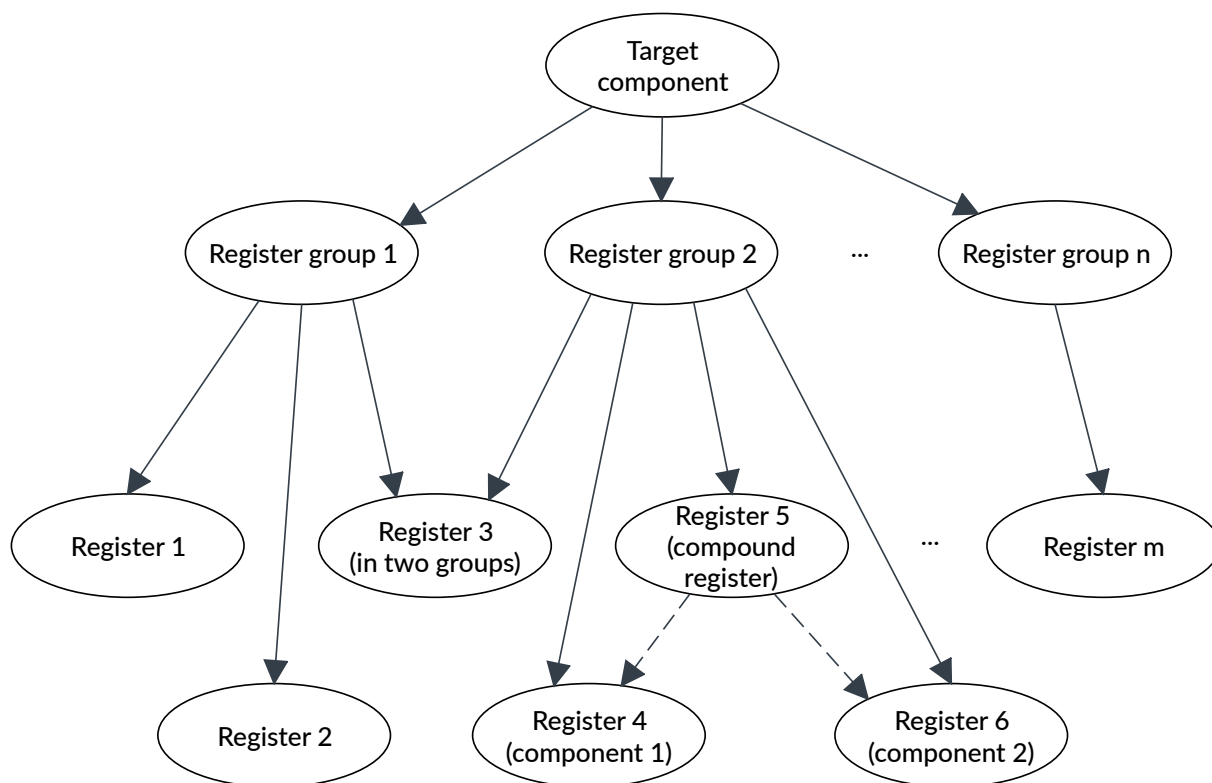 Target
component
Register group 1
Register group 2
...
Register group n
Register 1
Register 3
(in two groups)
Register 5
(compound
register)
...
Register m
Register 2
Register 4
(component 1)
Register 6
(component 2)